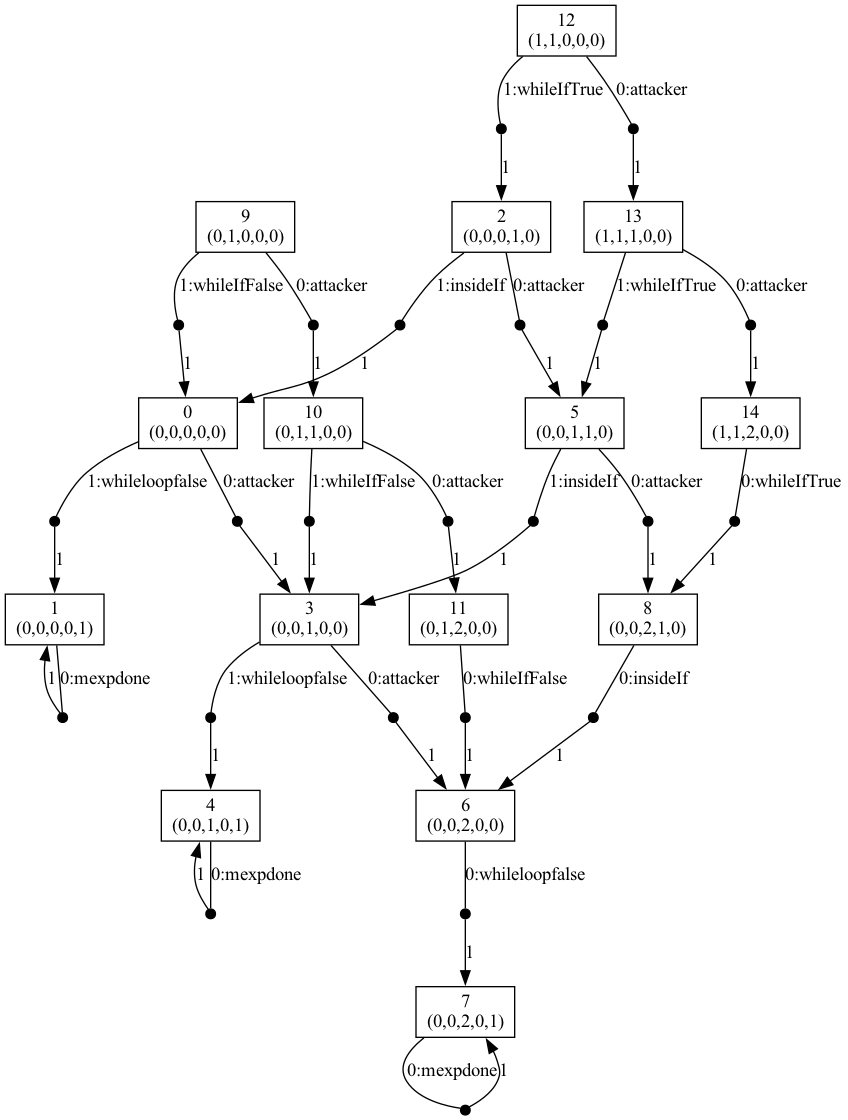 12
(1,1,0,0,0)
1:whileIfTrue 0:attacker
1 1
9 2 13
(0,1,0,0,0) (0,0,0,1,0) (1,1,1,0,0)
1:whileIfFalse 0:attacker 1:insideIf 0:attacker 1:whileIfTrue 0:attacker
1 1 1 1 1 1
0 10 5 14
(0,0,0,0,0) (0,1,1,0,0) (0,0,1,1,0) (1,1,2,0,0)
1:whileloopfalse 0:attacker 1:whileIfFalse 0:attacker 1:insideIf 0:attacker 0:whileIfTrue
1 1 1 1 1 1 1
1 3 11 8
(0,0,0,0,1) (0,0,1,0,0) (0,1,2,0,0) (0,0,2,1,0)
1 0:mexpdone 1:whileloopfalse 0:attacker 0:whileIfFalse 0:insideIf
1 1 1 1
4 6
(0,0,1,0,1) (0,0,2,0,0)
1 0:mexpdone 0:whileloopfalse
1
7
(0,0,2,0,1)
0:mexpdone 1